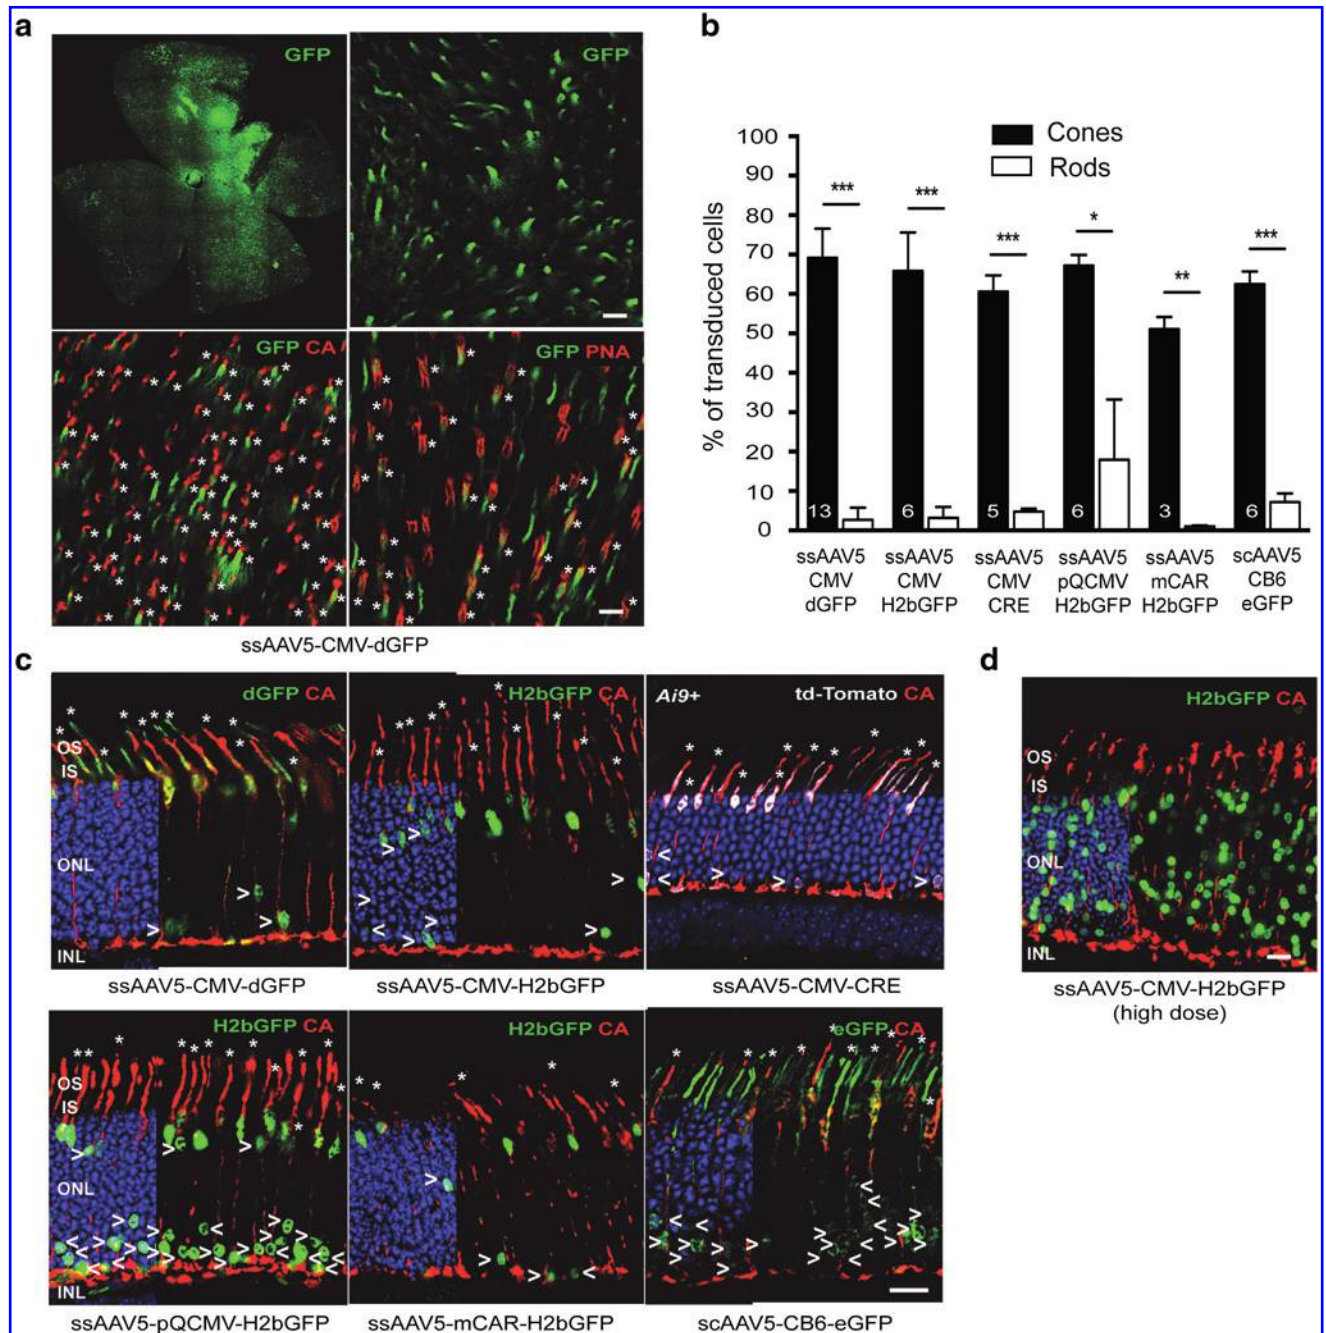 a
GFP
GFP
GFP CA
GFP PNA
ssAAV5-CMV-dGFP
b
Cones
Rods
% of transduced cells
100
90
80
70
60
50
40
30
20
10
0
***
***
***
*
**
***
13
6
5
6
3
6
ssAAV5
CMV
dGFP
ssAAV5
CMV
H2bGFP
ssAAV5
CMV
CRE
ssAAV5
pQCMV
H2bGFP
ssAAV5
mCAR
H2bGFP
scAAV5
CB6
eGFP
c
dGFP CA
OS
IS
ONL
INL
ssAAV5-CMV-dGFP
H2bGFP CA
ssAAV5-CMV-H2bGFP
Ai9+
td-Tomato CA
ssAAV5-CMV-CRE
H2bGFP CA
OS
IS
ONL
INL
ssAAV5-pQCMV-H2bGFP
H2bGFP CA
ssAAV5-mCAR-H2bGFP
eGFP CA
scAAV5-CB6-eGFP
d
H2bGFP CA
OS
IS
ONL
INL
ssAAV5-CMV-H2bGFP
(high dose)